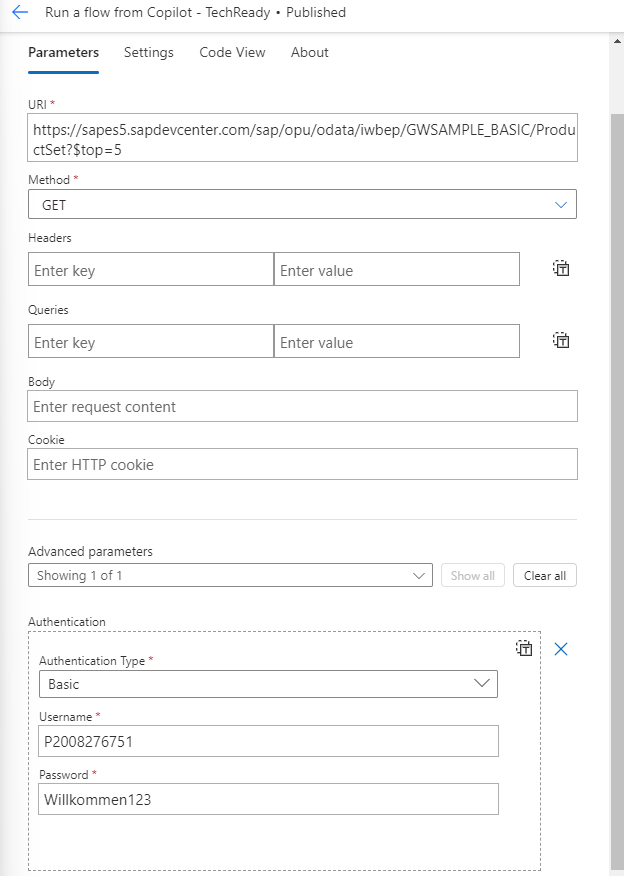 Run a flow from Copilot - TechReady • Published
Parameters Settings Code View About
URI *
https://sapes5.sapdevcenter.com/sap/opu/odata/iwbep/GWSAMPLE_BASIC/Produ
ctSet?$top=5
Method *
GET
Headers
Enter key Enter value
Queries
Enter key Enter value
Body
Enter request content
Cookie
Enter HTTP cookie
Advanced parameters
Showing 1 of 1 Show all Clear all
Authentication
Authentication Type *
Basic
Username *
P2008276751
Password *
Willkommen123